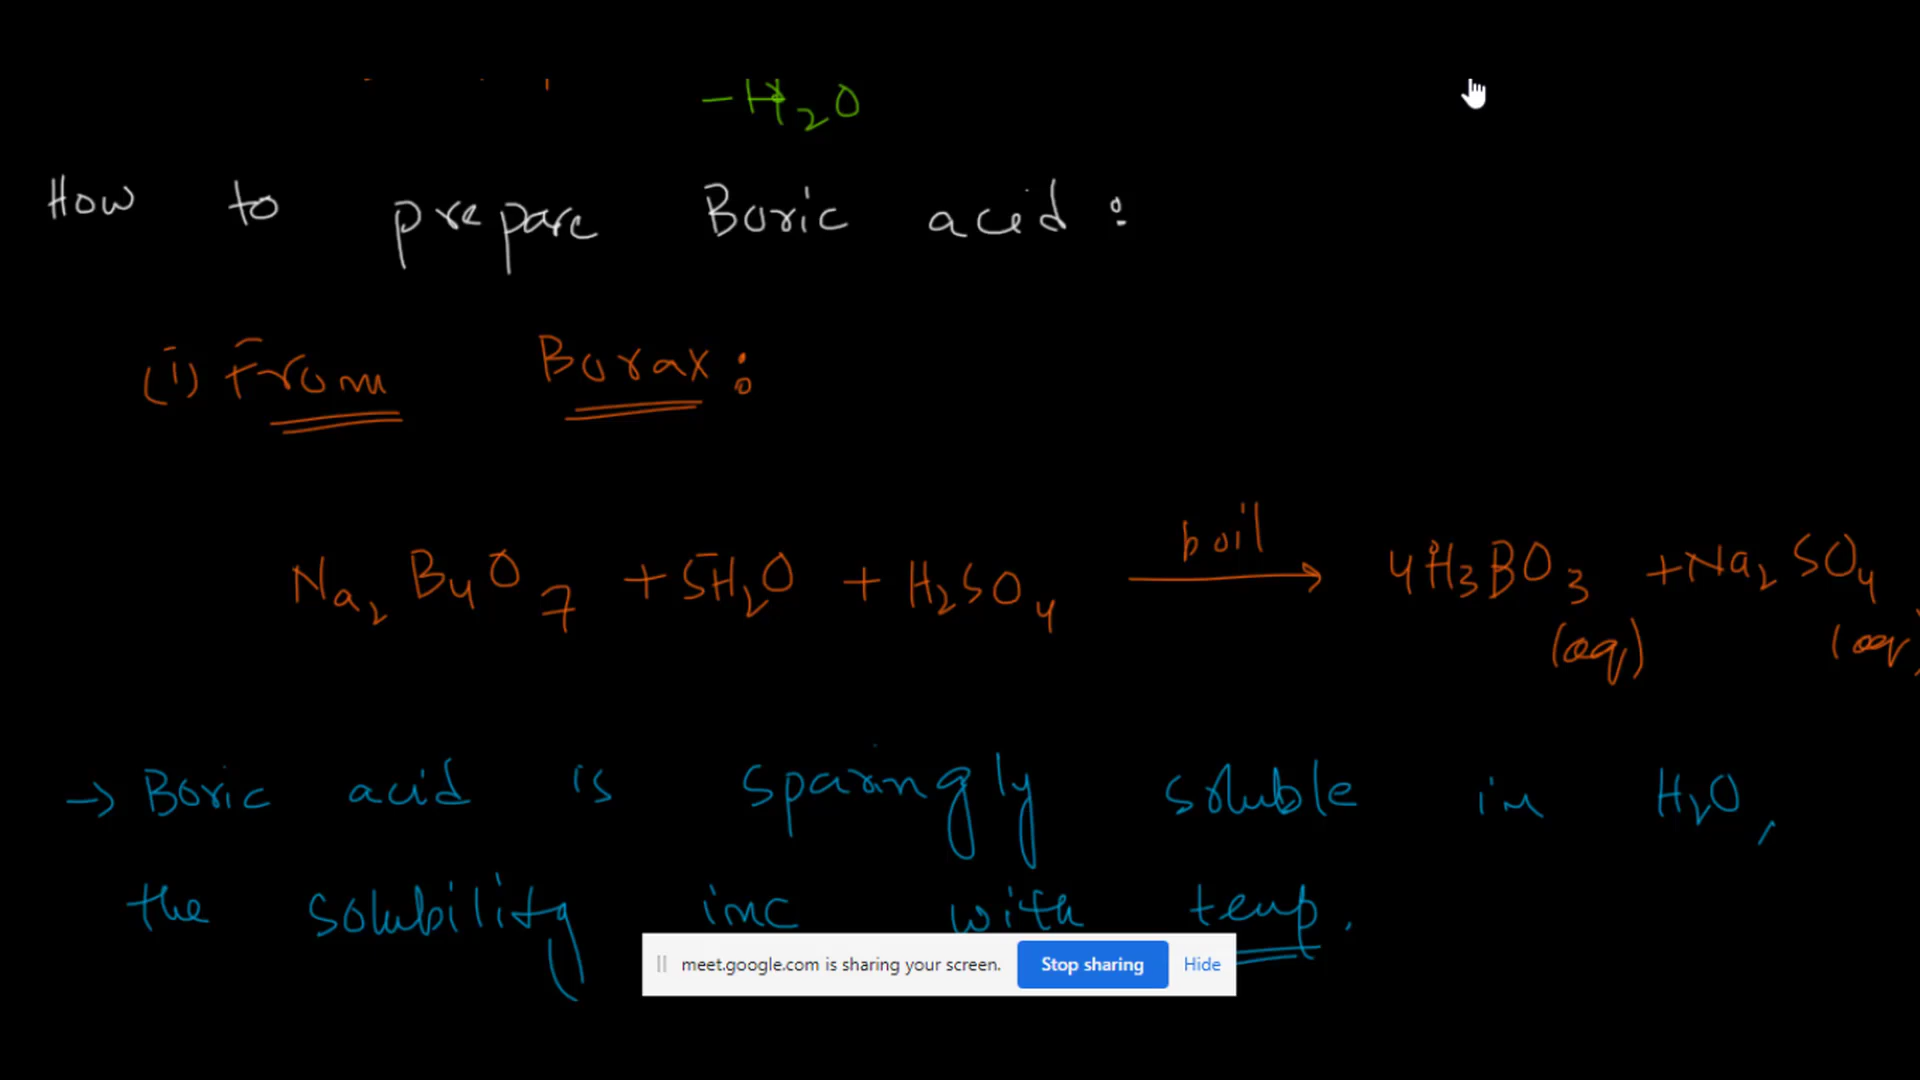 -H₂O
How to prepare Boric acid:
(i) From Borax:
boil
Na₂B₄O₇ + 5H₂O + H₂SO₄ → 4H₃BO₃ + Na₂SO₄
(aq) (aq)
→ Boric acid is sparingly soluble in H₂O,
the solubility inc with temp.
meet.google.com is sharing your screen. Stop sharing Hide